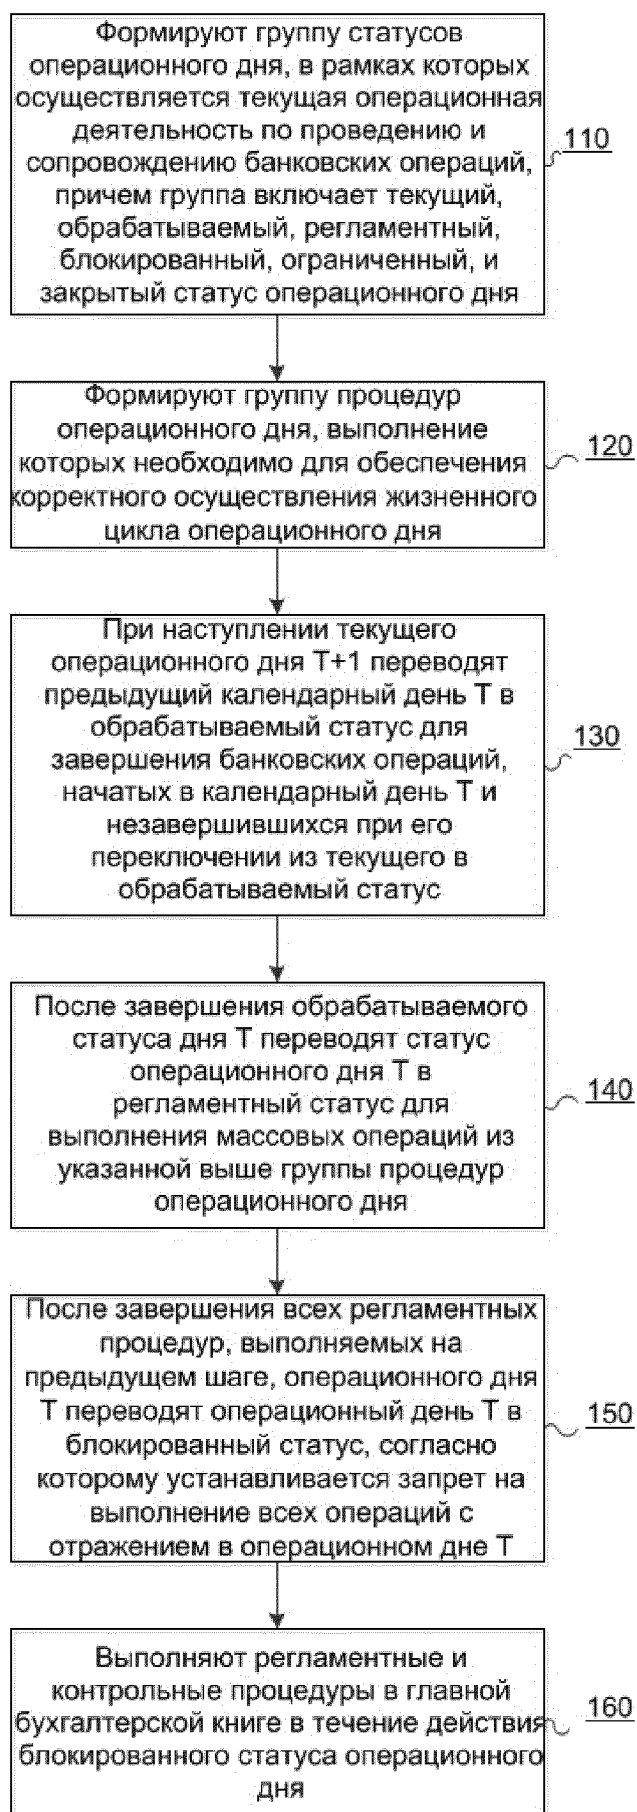 Формируют группу статусов
операционного дня, в рамках которых
осуществляется текущая операционная
деятельность по проведению и
сопровождению банковских операций,
причем группа включает текущий,
обрабатываемый, регламентный,
блокированный, ограниченный, и
закрытый статус операционного дня
110
Формируют группу процедур
операционного дня, выполнение
которых необходимо для обеспечения
корректного осуществления жизненного
цикла операционного дня
120
При наступлении текущего
операционного дня T+1 переводят
предыдущий календарный день T в
обрабатываемый статус для
завершения банковских операций,
начатых в календарный день T и
незавершившихся при его
переключении из текущего в
обрабатываемый статус
130
После завершения обрабатываемого
статуса дня T переводят статус
операционного дня T в
регламентный статус для
выполнения массовых операций из
указанной выше группы процедур
операционного дня
140
После завершения всех регламентных
процедур, выполняемых на
предыдущем шаге, операционного дня
T переводят операционный день T в
блокированный статус, согласно
которому устанавливается запрет на
выполнение всех операций с
отражением в операционном дне T
150
Выполняют регламентные и
контрольные процедуры в главной
бухгалтерской книге в течение действия
блокированного статуса операционного
дня
160